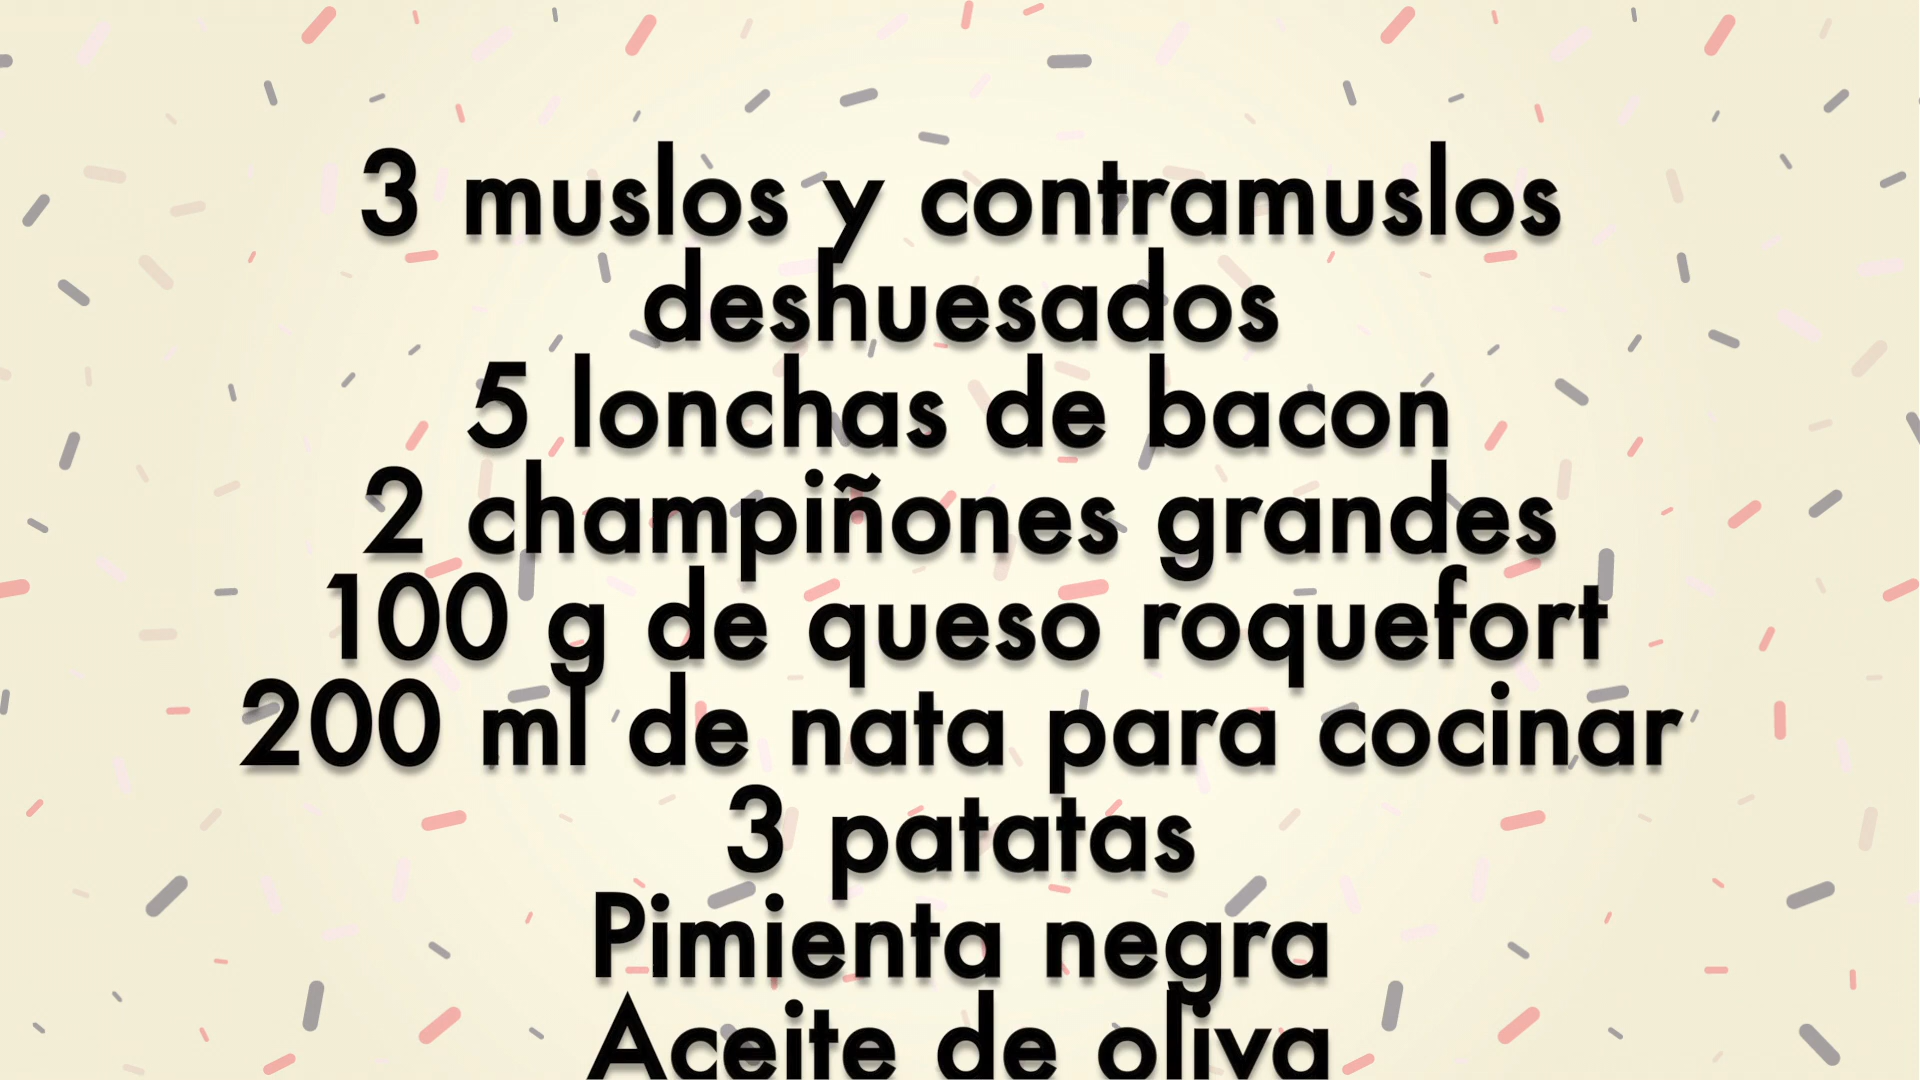 3 muslos y contramuslos
deshuesados
5 lonchas de bacon
2 champiñones grandes
100 g de queso roquefort
200 ml de nata para cocinar
3 patatas
Pimienta negra
Aceite de oliva